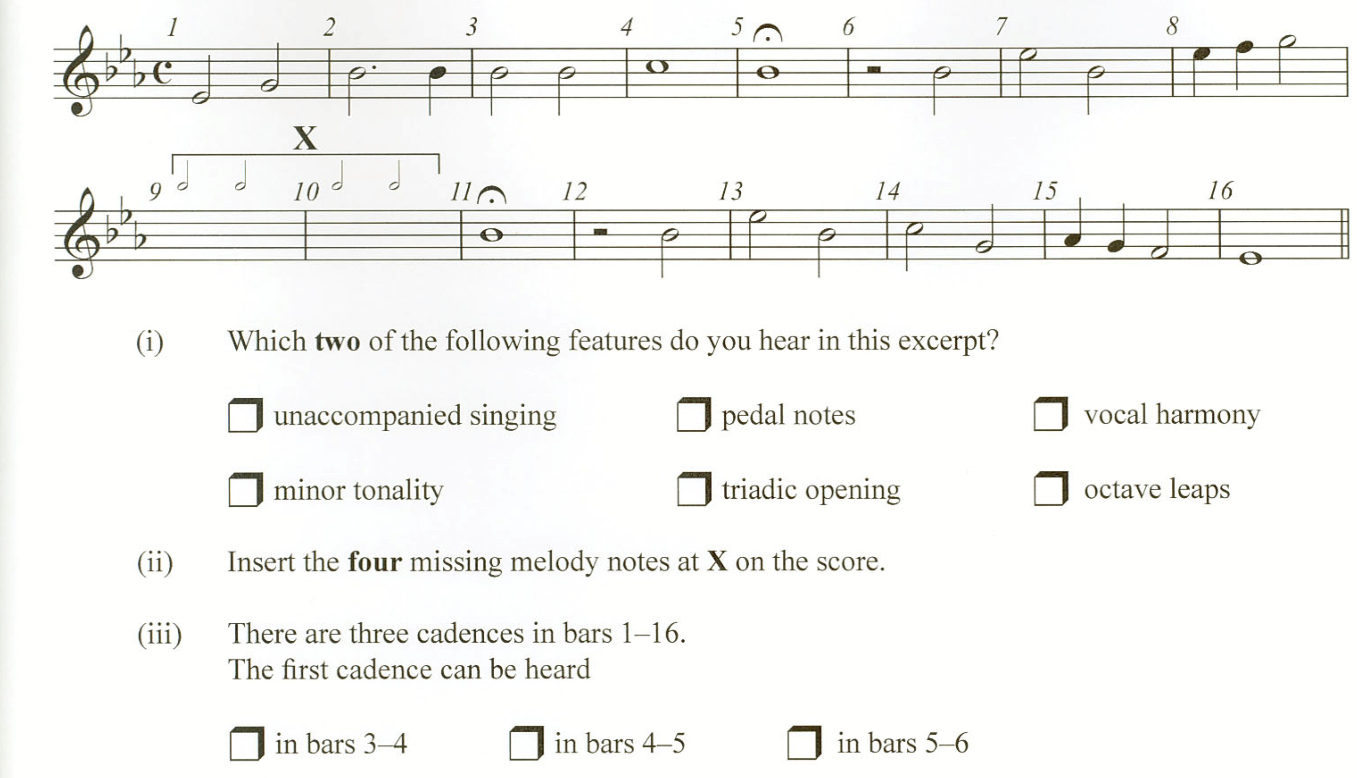 1 2 3 4 5 6 7 8
X
9 10 11 12 13 14 15 16
(i) Which two of the following features do you hear in this excerpt?
unaccompanied singing pedal notes vocal harmony
minor tonality triadic opening octave leaps
(ii) Insert the four missing melody notes at X on the score.
(iii) There are three cadences in bars 1–16.
The first cadence can be heard
in bars 3–4 in bars 4–5 in bars 5–6